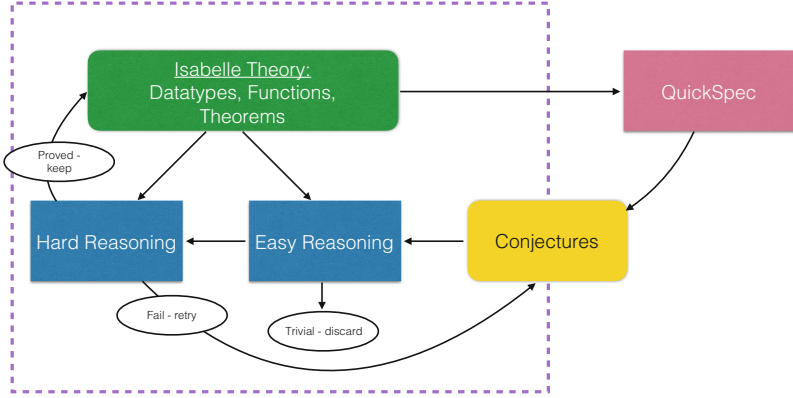 Isabelle Theory:
Datatypes, Functions,
Theorems
QuickSpec
Proved -
keep
Hard Reasoning
Easy Reasoning
Conjectures
Fail - retry
Trivial - discard